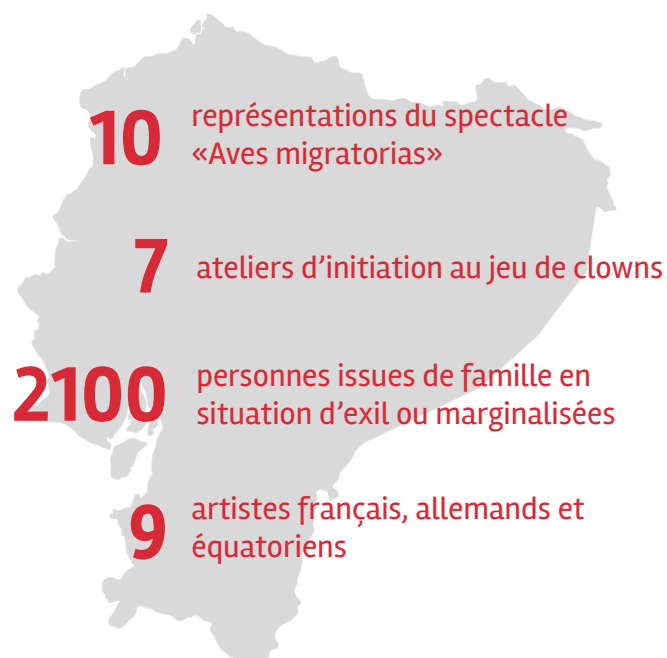 10 représentations du spectacle
«Aves migratorias»
7 ateliers d'initiation au jeu de clowns
2100 personnes issues de famille en
situation d'exil ou marginalisées
9 artistes français, allemands et
équatoriens